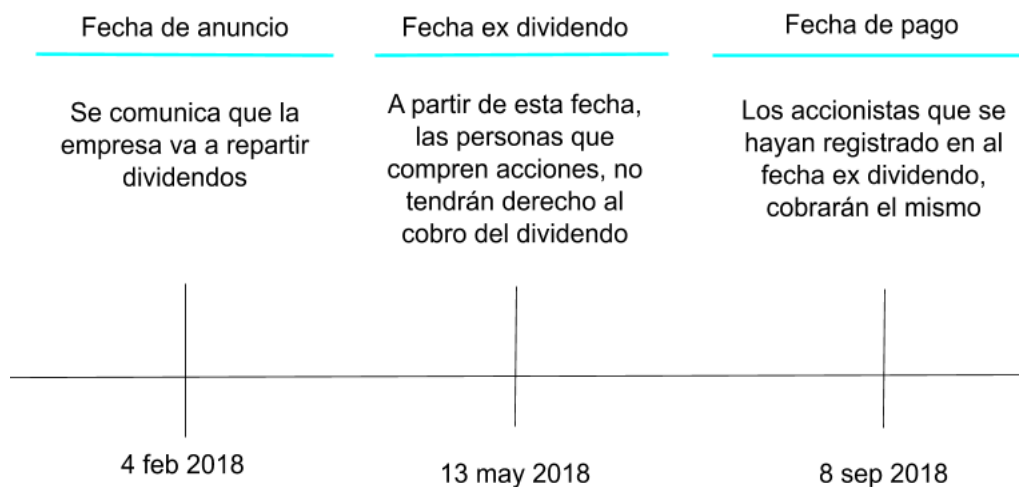 Fecha de anuncio
Se comunica que la
empresa va a repartir
dividendos
4 feb 2018
Fecha ex dividendo
A partir de esta fecha,
las personas que
compren acciones, no
tendrán derecho al
cobro del dividendo
13 may 2018
Fecha de pago
Los accionistas que se
hayan registrado en al
fecha ex dividendo,
cobrarán el mismo
8 sep 2018